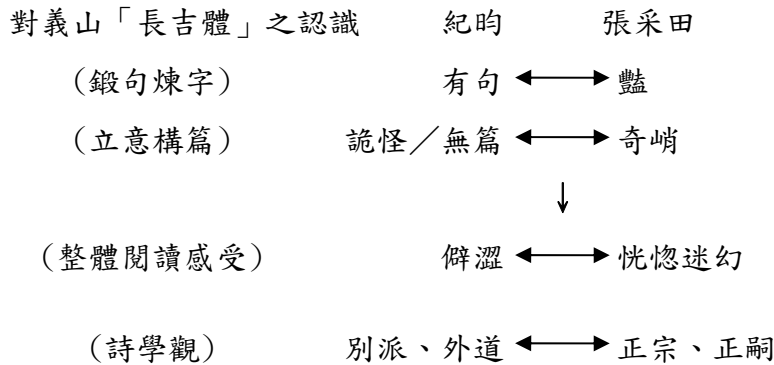 對義山「長吉體」之認識 紀昀 張采田
（鍛句煉字） 有句 ←→ 豔
（立意構篇） 詭怪／無篇 ←→ 奇峭
↓
（整體閱讀感受） 僻澀 ←→ 恍惚迷幻
（詩學觀） 別派、外道 ←→ 正宗、正嗣